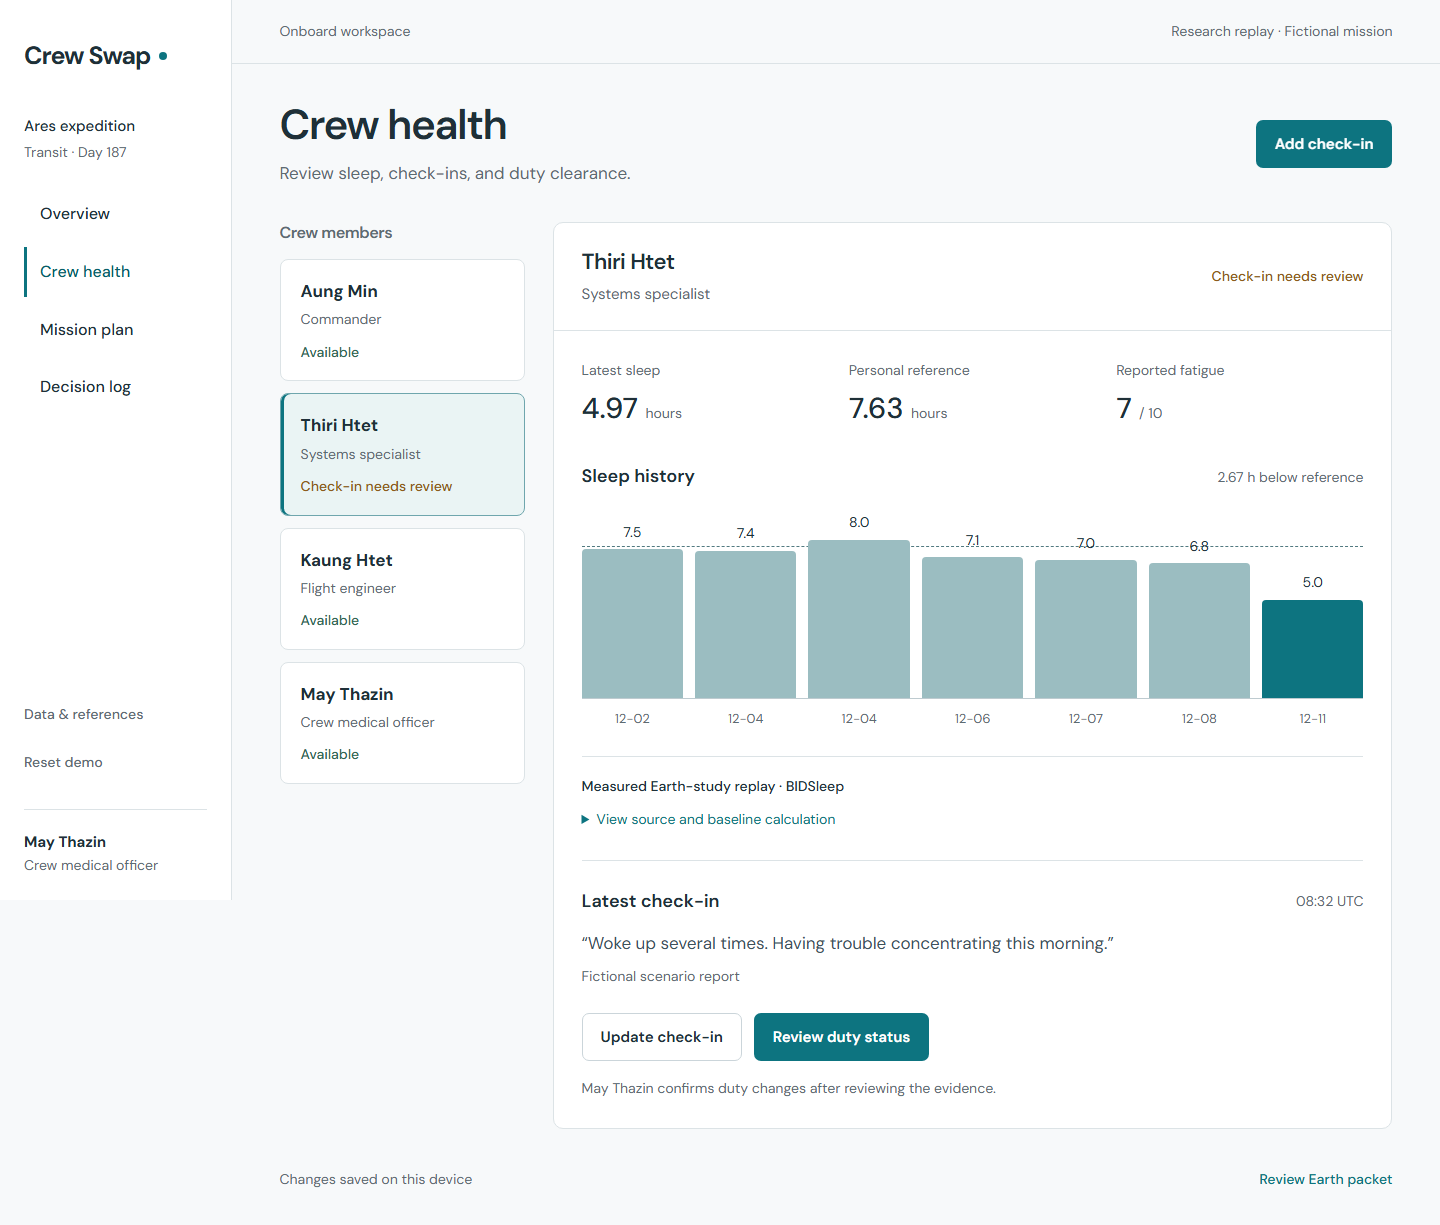 Crew Swap
Ares expedition
Transit · Day 187
Overview
Crew health
Mission plan
Decision log
Data & references
Reset demo
May Thazin
Crew medical officer
Onboard workspace
Research replay · Fictional mission
Crew health
Review sleep, check-ins, and duty clearance.
Add check-in
Crew members
Aung Min
Commander
Available
Thiri Htet
Systems specialist
Check-in needs review
Kaung Htet
Flight engineer
Available
May Thazin
Crew medical officer
Available
Thiri Htet
Systems specialist
Check-in needs review
Latest sleep
4.97 hours
Personal reference
7.63 hours
Reported fatigue
7 / 10
Sleep history
2.67 h below reference
7.5 7.4 8.0 7.1 7.0 6.8 5.0
12-02 12-04 12-04 12-06 12-07 12-08 12-11
Measured Earth-study replay · BIDSleep
View source and baseline calculation
Latest check-in
08:32 UTC
“Woke up several times. Having trouble concentrating this morning.”
Fictional scenario report
Update check-in
Review duty status
May Thazin confirms duty changes after reviewing the evidence.
Changes saved on this device
Review Earth packet